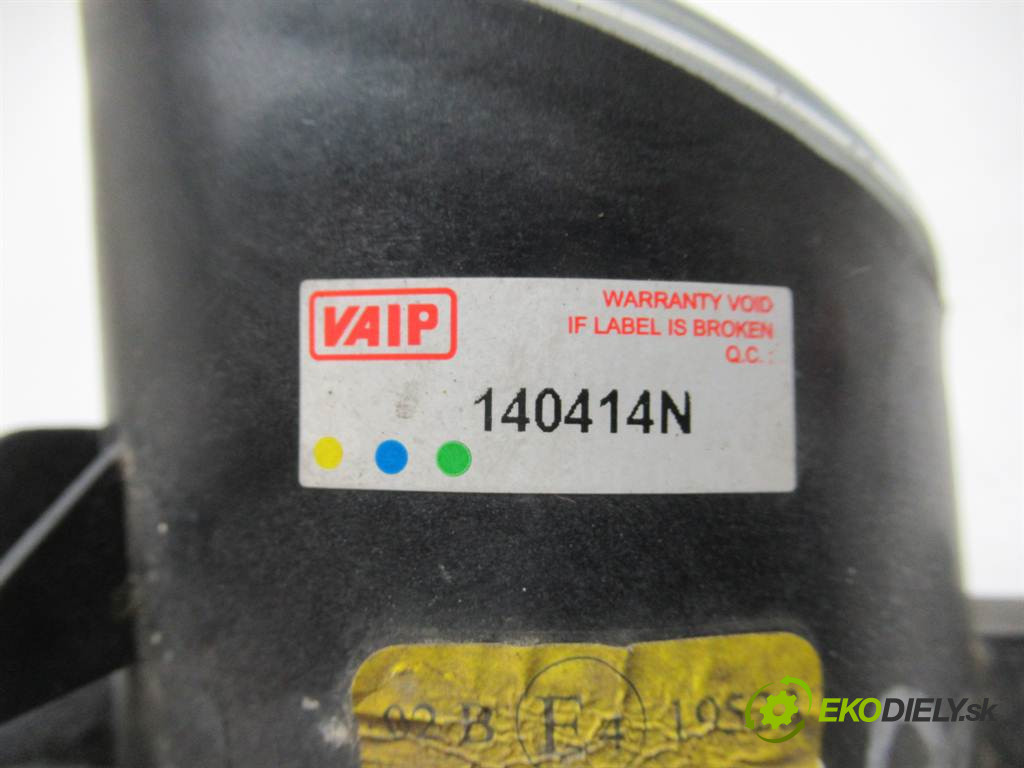 VAIP
WARRANTY VOID
IF LABEL IS BROKEN
Q.C. :
140414N
02 B E4
EKODIELY.sk